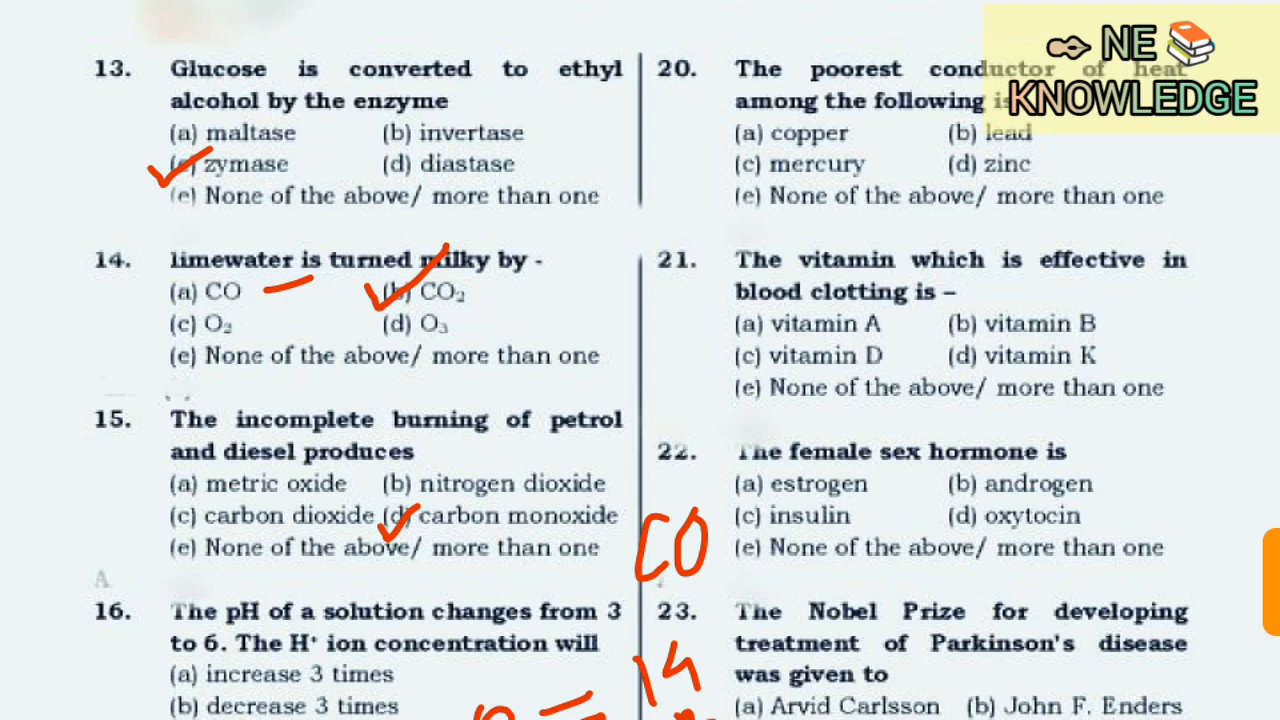 NE
KNOWLEDGE
13. Glucose is converted to ethyl
alcohol by the enzyme
(a) maltase (b) invertase
(c) zymase (d) diastase
(e) None of the above/ more than one
14. limewater is turned milky by -
(a) CO (b) CO₂
(c) O₂ (d) O₃
(e) None of the above/ more than one
15. The incomplete burning of petrol
and diesel produces
(a) metric oxide (b) nitrogen dioxide
(c) carbon dioxide (d) carbon monoxide
(e) None of the above/ more than one
A
16. The pH of a solution changes from 3
to 6. The H⁺ ion concentration will
(a) increase 3 times
(b) decrease 3 times
20. The poorest conductor of heat
among the following is
(a) copper (b) lead
(c) mercury (d) zinc
(e) None of the above/ more than one
21. The vitamin which is effective in
blood clotting is –
(a) vitamin A (b) vitamin B
(c) vitamin D (d) vitamin K
(e) None of the above/ more than one
22. The female sex hormone is
(a) estrogen (b) androgen
(c) insulin (d) oxytocin
(e) None of the above/ more than one
CO
23. The Nobel Prize for developing
treatment of Parkinson's disease
was given to
(a) Arvid Carlsson (b) John F. Enders
14
=